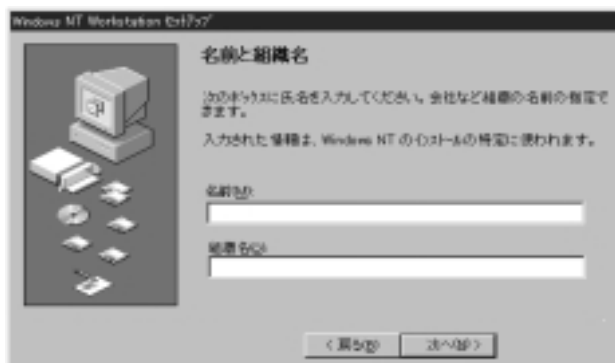 Windows NT Workstation ｾｯﾄｱｯﾌﾟ
名前と組織名
次のﾎﾞｯｸｽに氏名を入力してください。会社など組織の名前の指定で
きます。
入力された情報は、Windows NT のｲﾝｽﾄｰﾙの特定に使われます。
名前(M):
組織名(O):
< 戻る(B)
次へ(N) >